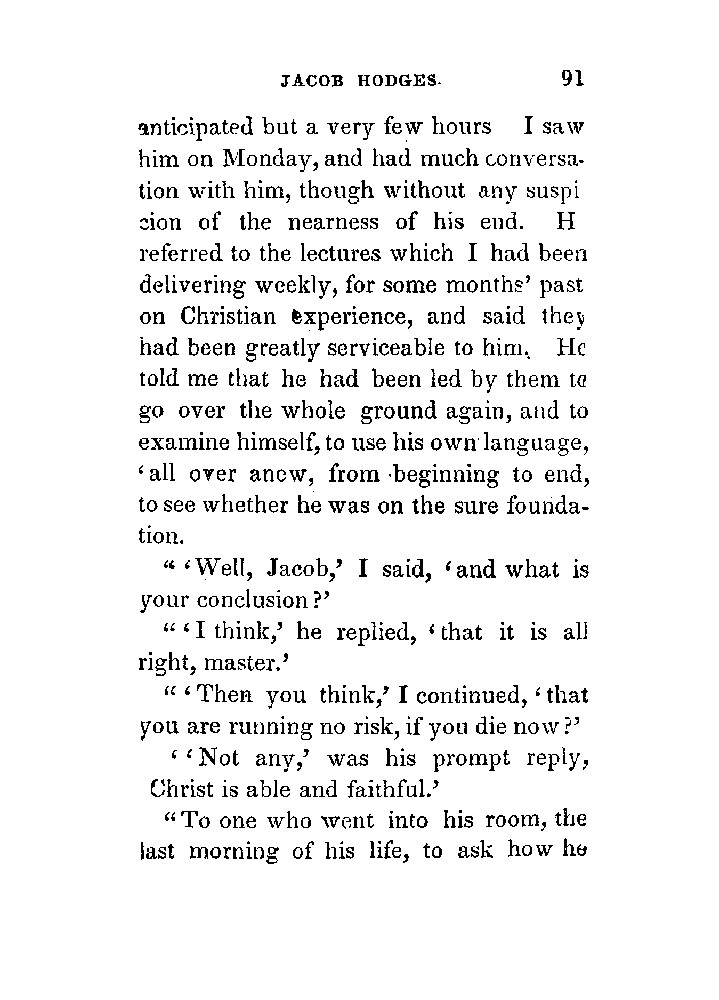 JACOB HODGES. 91
anticipated but a very few hours I saw
him on Monday, and had much conversa-
tion with him, though without any suspi
cion of the nearness of his end. H
referred to the lectures which I had been
delivering weekly, for some months' past
on Christian experience, and said they
had been greatly serviceable to him. He
told me that he had been led by them to
go over the whole ground again, and to
examine himself, to use his own language,
‘all over anew, from beginning to end,
to see whether he was on the sure founda-
tion.
“‘Well, Jacob,’ I said, ‘and what is
your conclusion?’
“‘I think,’ he replied, ‘that it is all
right, master.’
“‘Then you think,’ I continued, ‘that
you are running no risk, if you die now?’
‘‘Not any,’ was his prompt reply,
Christ is able and faithful.’
“To one who went into his room, the
last morning of his life, to ask how he